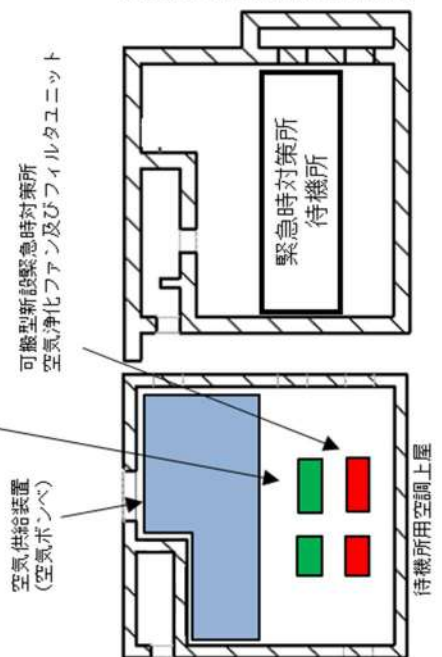 可搬型新設緊急時対策所
空気浄化ファン及びフィルタユニット
空気供給装置
(空気ボンベ)
緊急時対策所
待機所
待機所用空調上屋